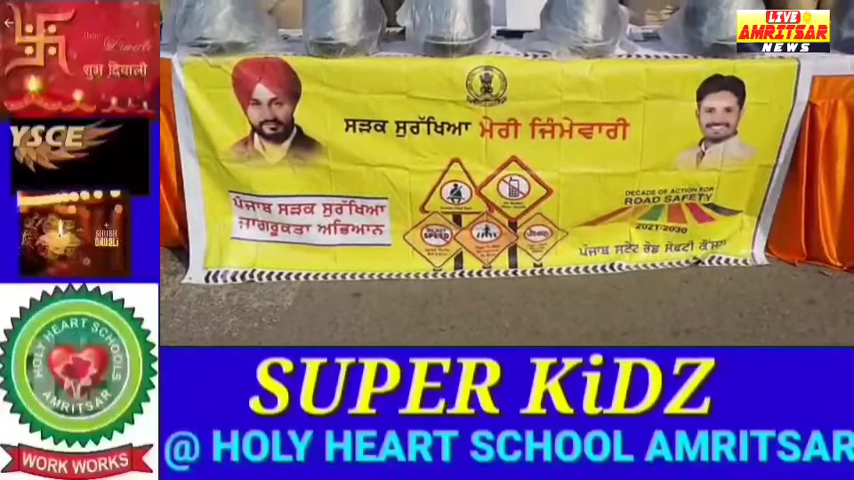 शुभ दिवाली
YSCE
LIVE
AMRITSAR
NEWS
ਸੜਕ ਸੁਰੱਖਿਆ ਮੇਰੀ ਜਿੰਮੇਵਾਰੀ
ਪੰਜਾਬ ਸੜਕ ਸੁਰੱਖਿਆ
ਜਾਗਰੂਕਤਾ ਅਭਿਆਨ
SPEED
DECADE OF ACTION FOR
ROAD SAFETY
2021-2030
ਪੰਜਾਬ ਸਟੇਟ ਰੋਡ ਸੇਫਟੀ ਕੌਂਸਲ
HOLY HEART SCHOOLS
AMRITSAR
WORK WORKS
SUPER KiDZ
@ HOLY HEART SCHOOL AMRITSAR